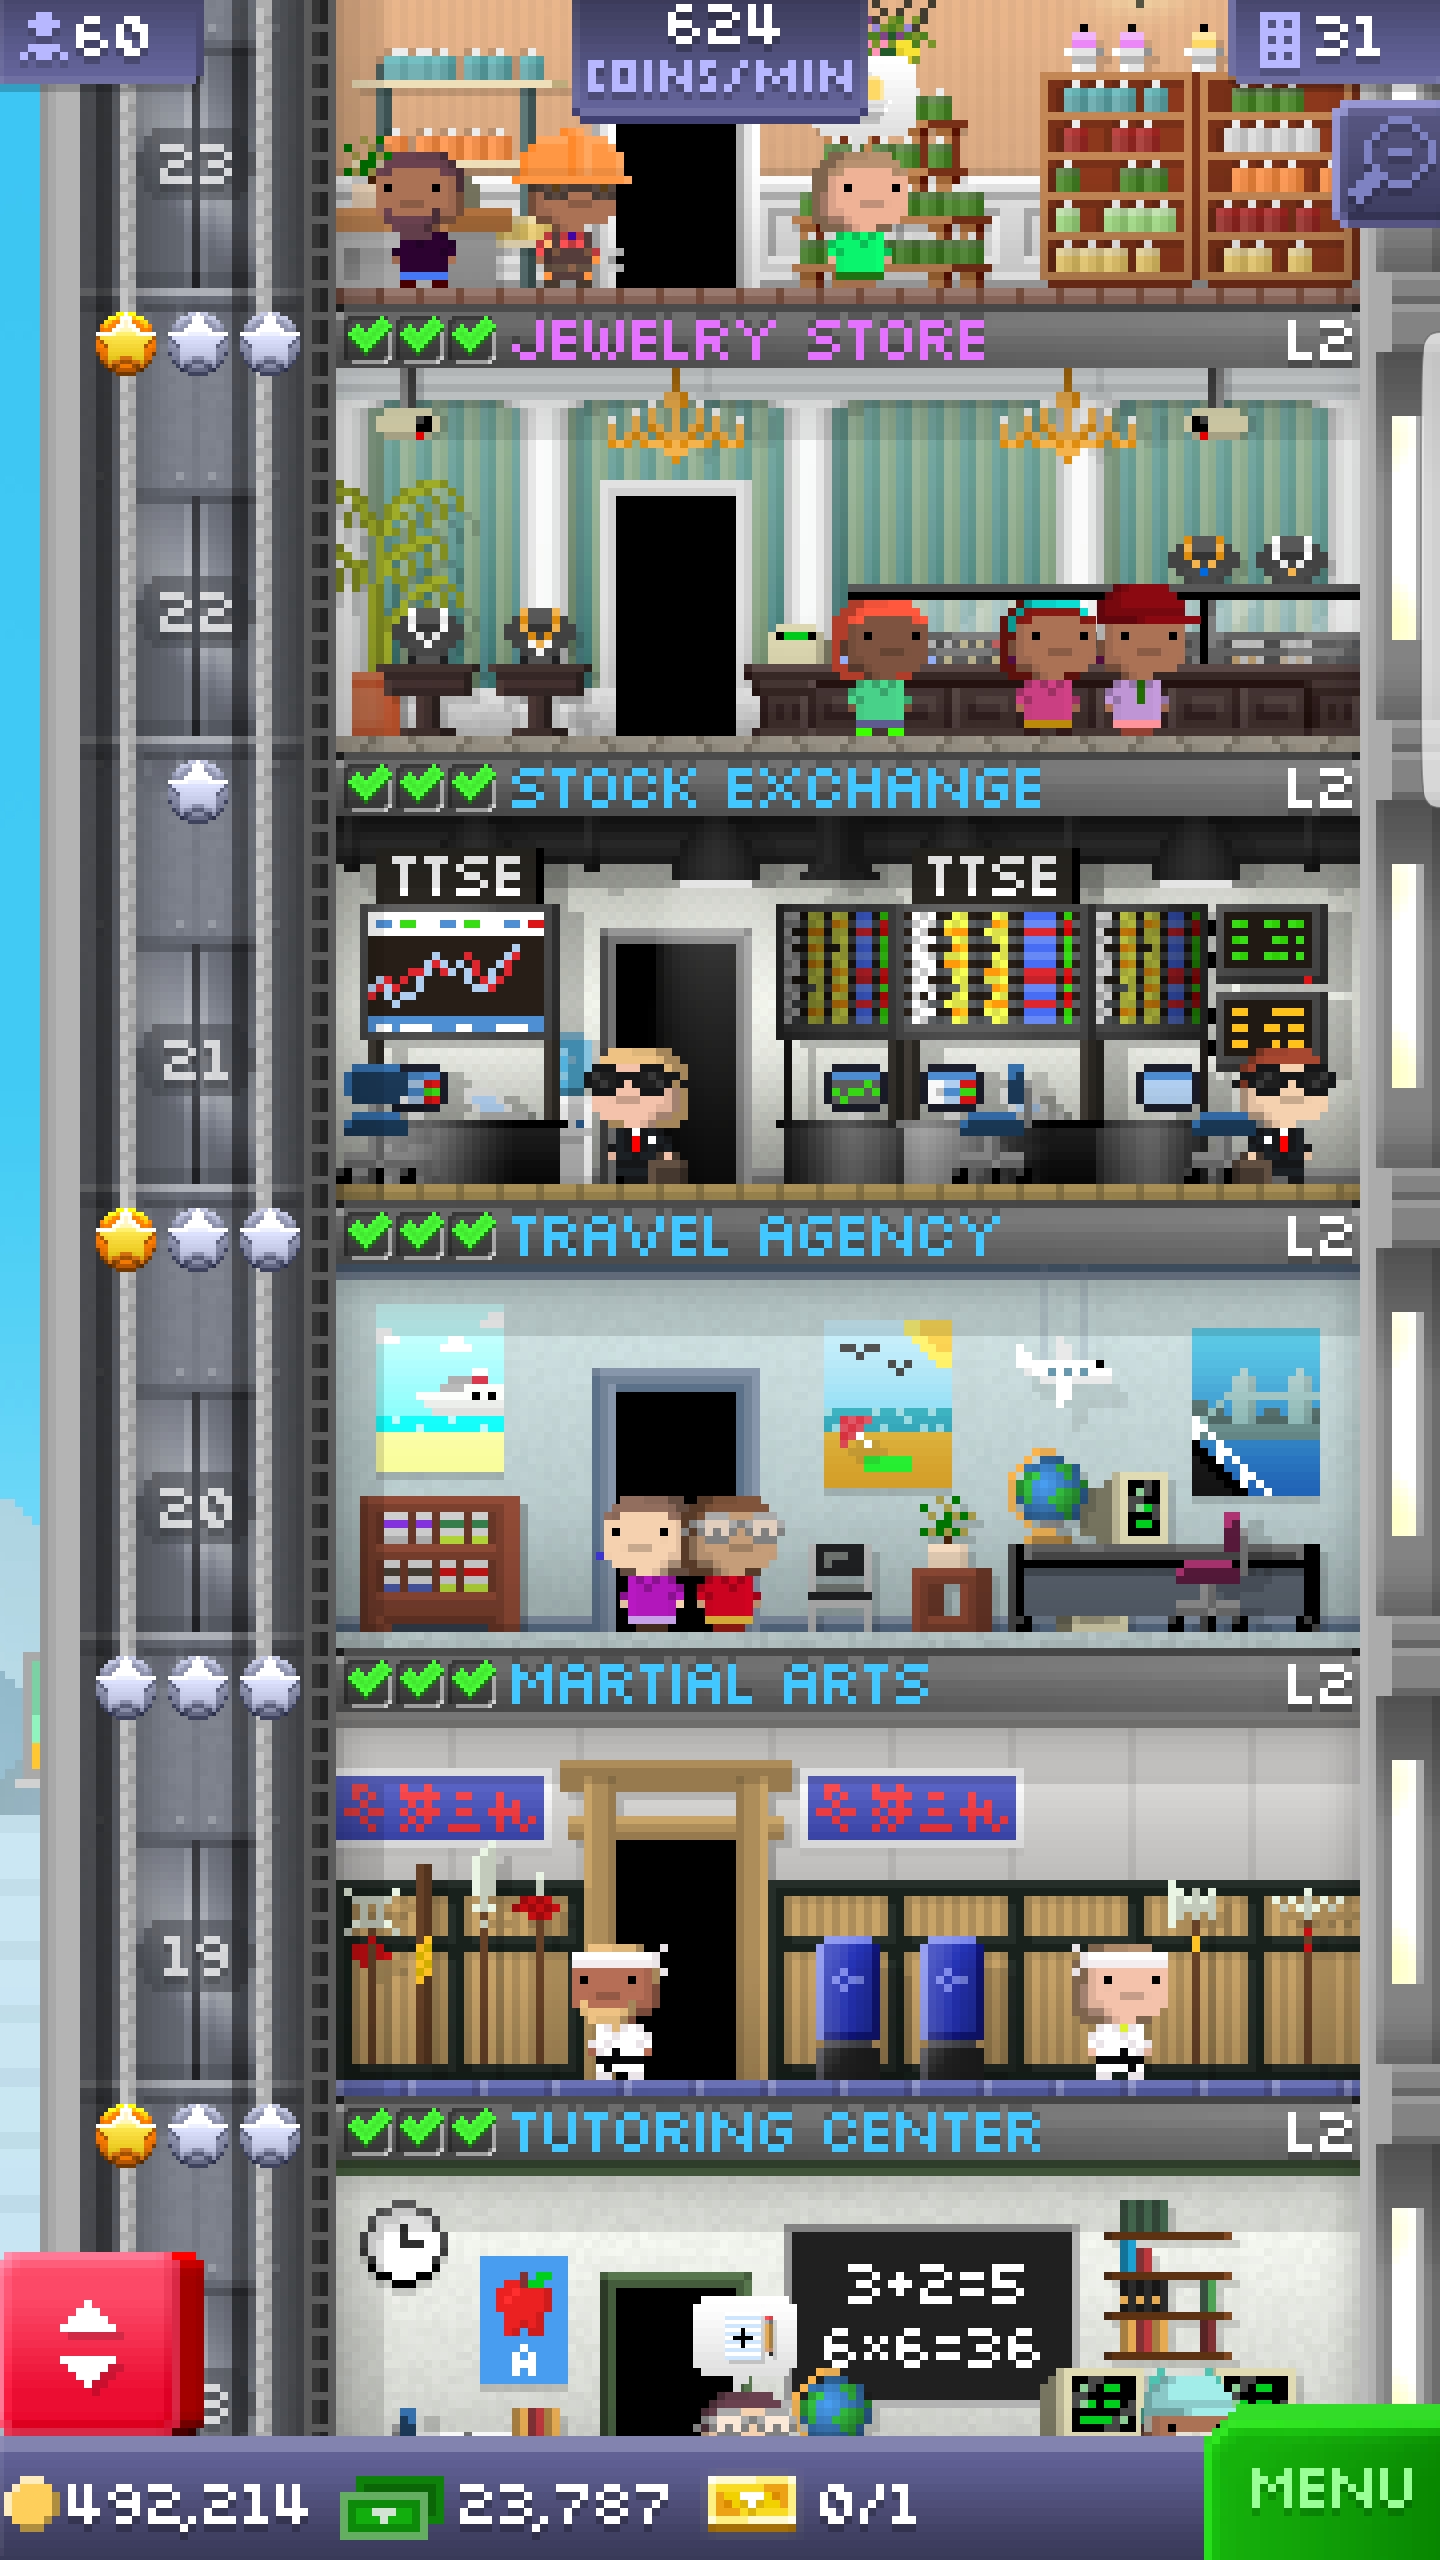 60
624
COINS/MIN
31
23
JEWELRY STORE L2
22
STOCK EXCHANGE L2
TTSE
TTSE
21
TRAVEL AGENCY L2
20
MARTIAL ARTS L2
19
TUTORING CENTER L2
3+2=5
6×6=36
A
492,214
23,787
0/1
MENU